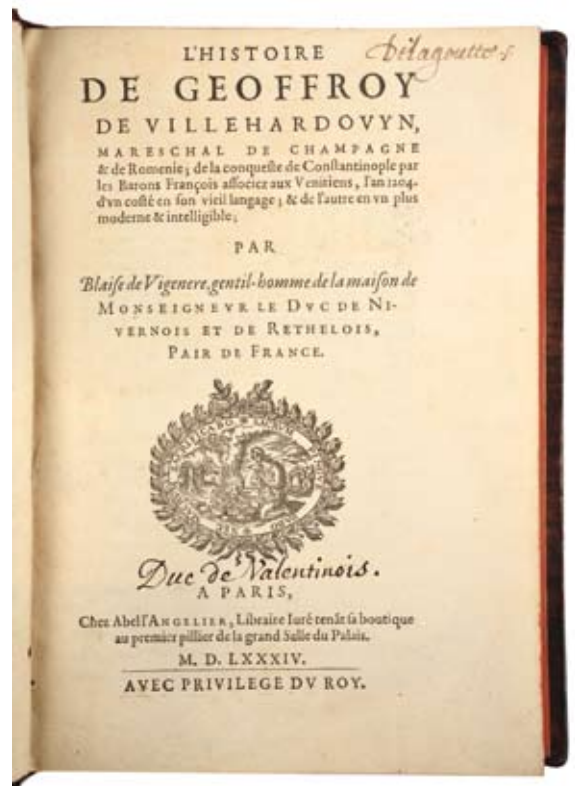 L'HISTOIRE
DE GEOFFROY
DE VILLEHARDOVYN,
MARESCHAL DE CHAMPAGNE
& de Romenie; de la conqueſte de Conſtantinople par
les Barons François aſſociez aux Venitiens, l'an 1204.
d'vn coſté en ſon vieil langage; & de l'autre en vn plus
moderne & intelligible;
PAR
Blaiſe de Vigenere, gentil-homme de la maiſon de
MONSEIGNEVR LE DVC DE NI-
VERNOIS ET DE RETHELOIS,
PAIR DE FRANCE.
Duc de Valentinois.
A PARIS,
Chez Abel l'ANGELIER, Libraire Iuré tenāt ſa boutique
au premier pillier de la grand Salle du Palais.
M. D. LXXXIV.
AVEC PRIVILEGE DV ROY.